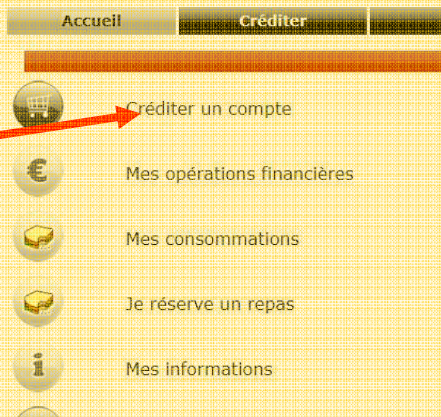 Accueil Créditer
Créditer un compte
€
Mes opérations financières
Mes consommations
Je réserve un repas
i
Mes informations